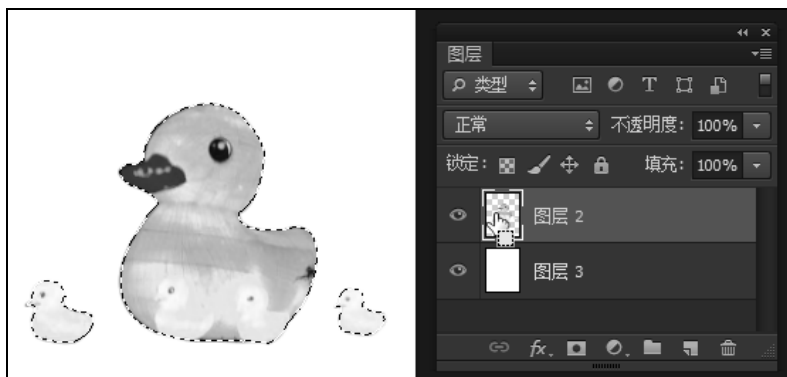 图层
类型
正常 不透明度: 100%
锁定: 填充: 100%
图层 2
图层 3
fx.